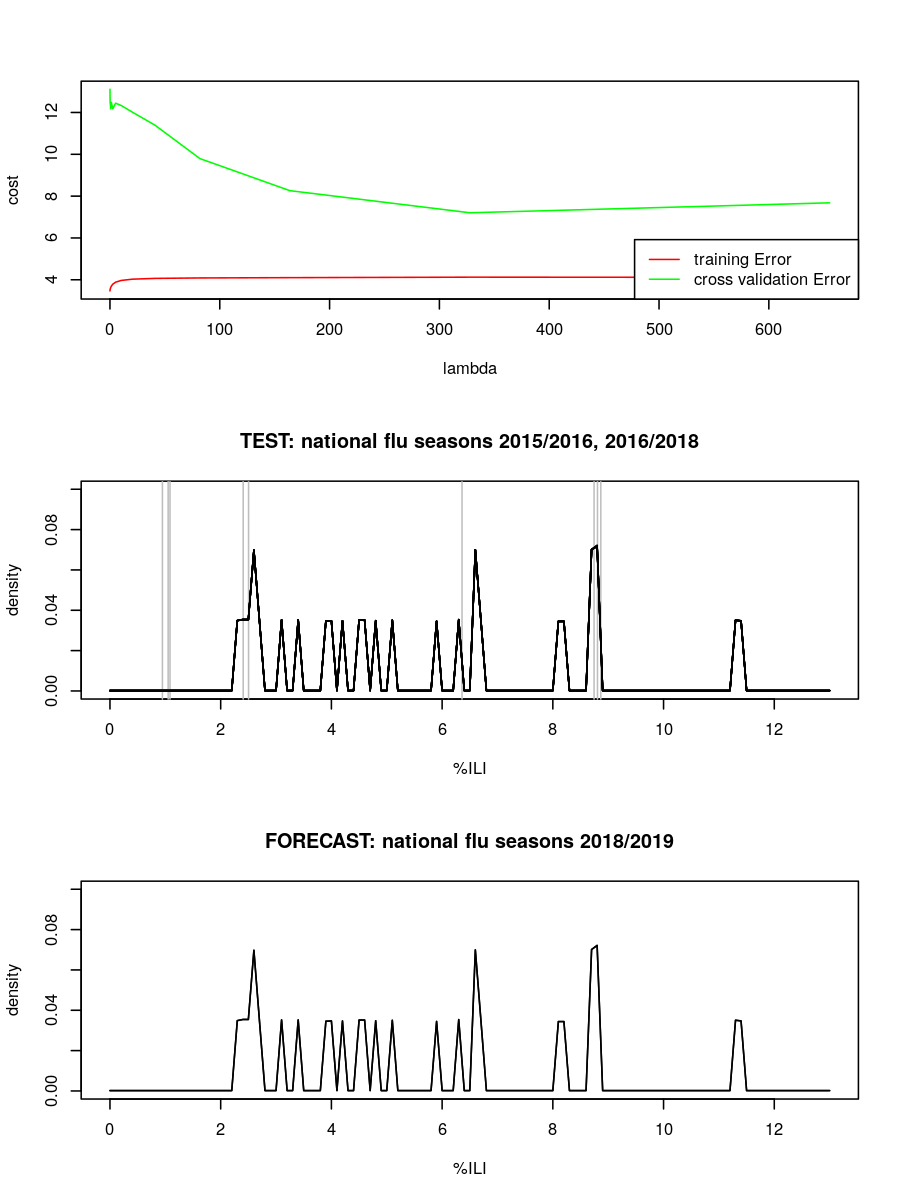 12
10
8
6
4
cost
training Error
cross validation Error
0 100 200 300 400 500 600
lambda
TEST: national flu seasons 2015/2016, 2016/2018
0.08
0.04
0.00
density
0 2 4 6 8 10 12
%ILI
FORECAST: national flu seasons 2018/2019
0.08
0.04
0.00
density
0 2 4 6 8 10 12
%ILI